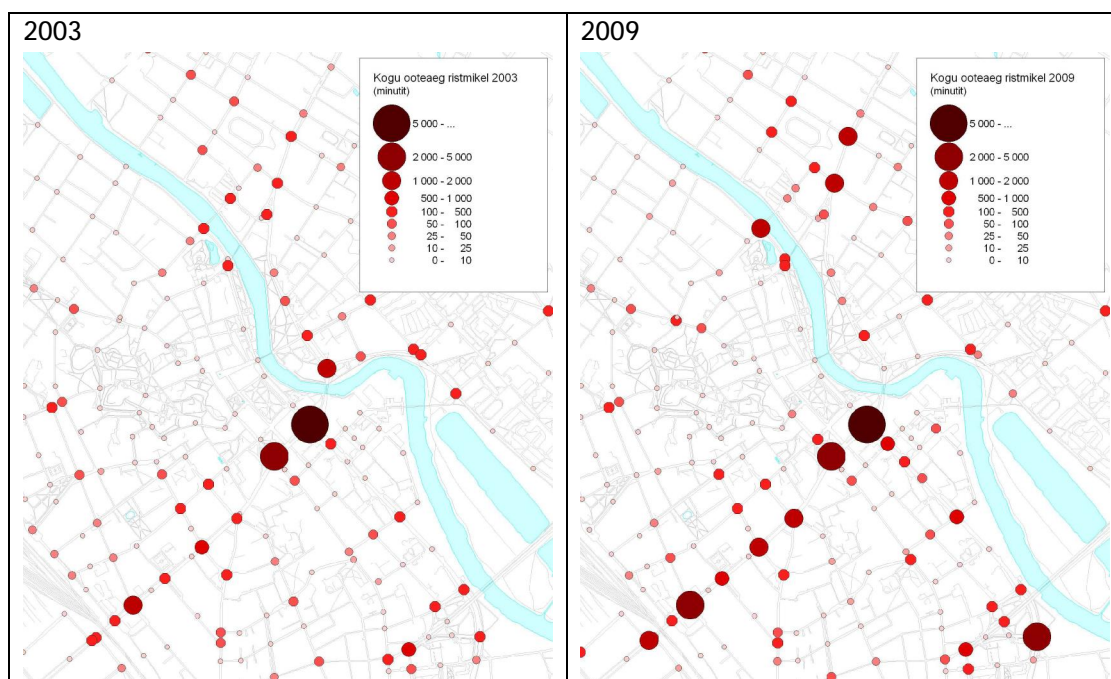 2003
Kogu ooteaeg ristmikel 2003
(minutit)
5 000 - ...
2 000 - 5 000
1 000 - 2 000
500 - 1 000
100 - 500
50 - 100
25 - 50
10 - 25
0 - 10
2009
Kogu ooteaeg ristmikel 2009
(minutit)
5 000 - ...
2 000 - 5 000
1 000 - 2 000
500 - 1 000
100 - 500
50 - 100
25 - 50
10 - 25
0 - 10